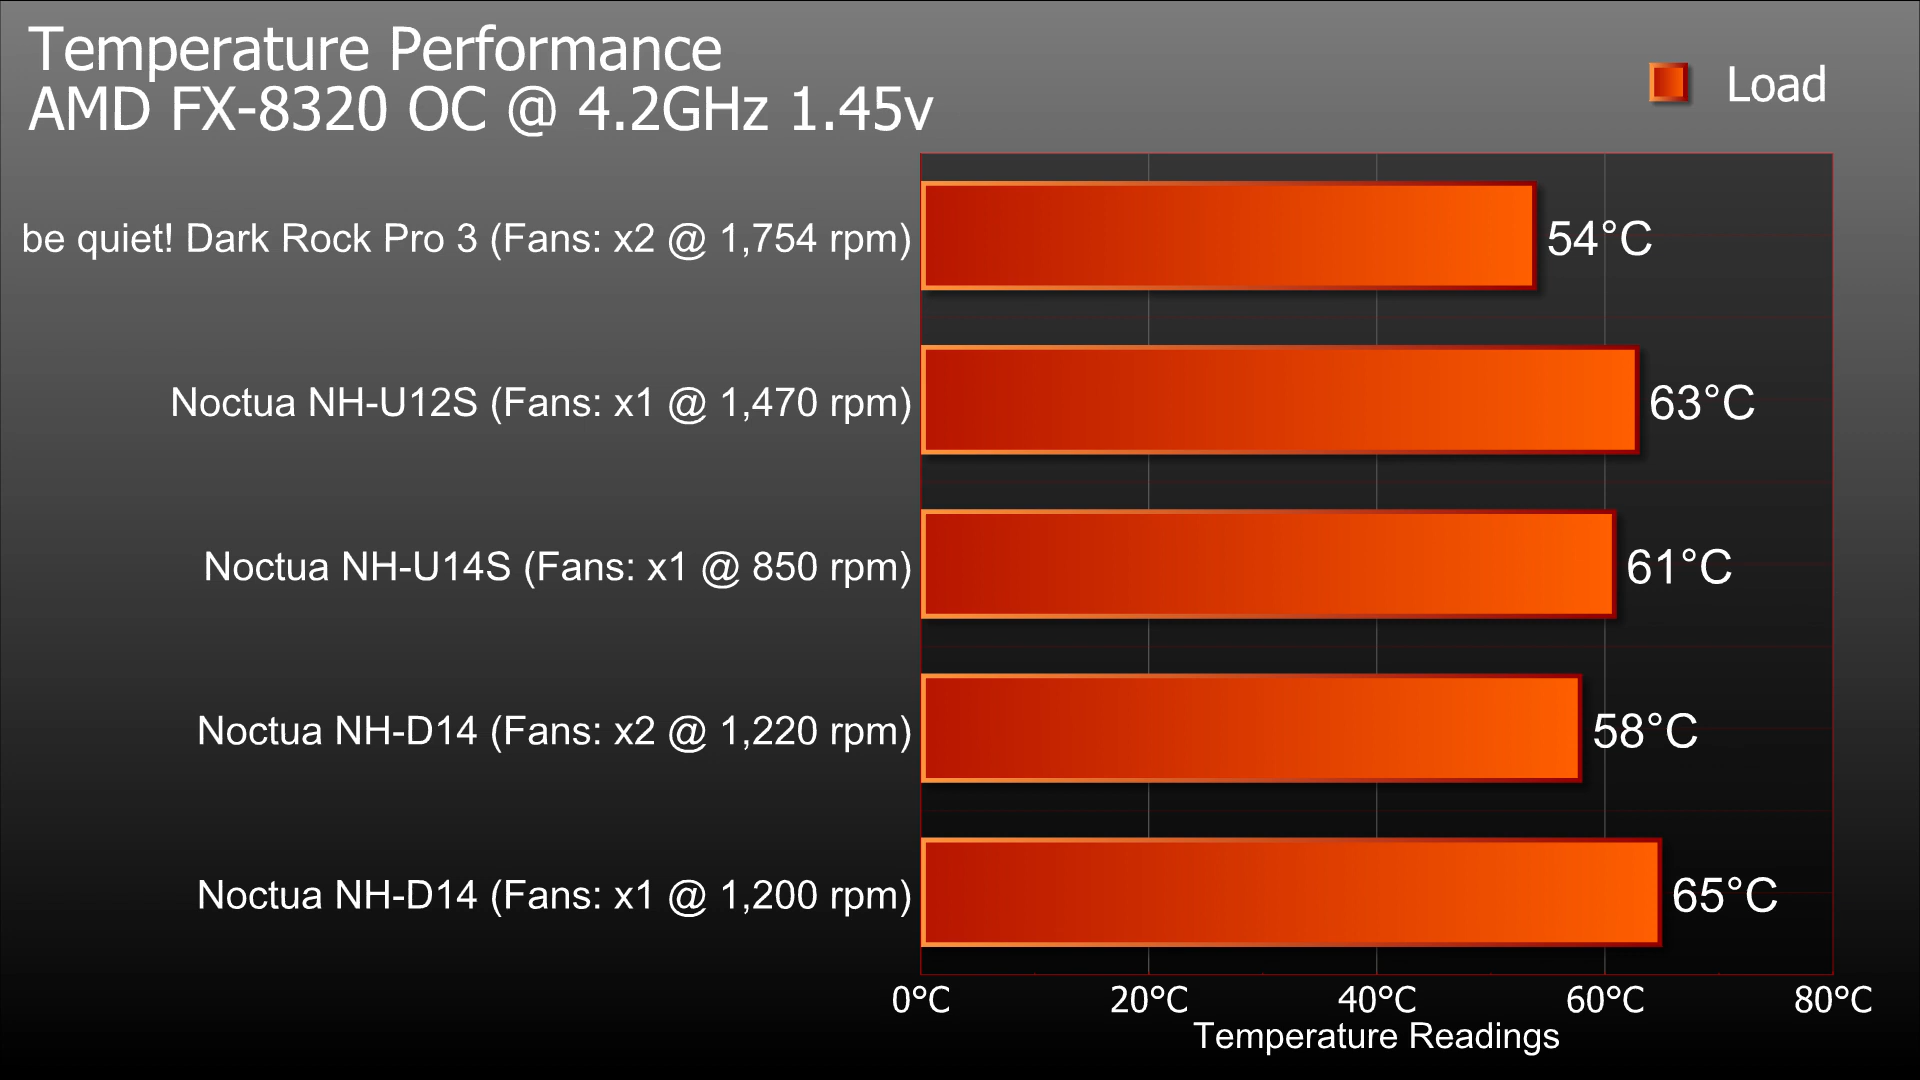 Temperature Performance
AMD FX-8320 OC @ 4.2GHz 1.45v
Load
be quiet! Dark Rock Pro 3 (Fans: x2 @ 1,754 rpm)
54°C
Noctua NH-U12S (Fans: x1 @ 1,470 rpm)
63°C
Noctua NH-U14S (Fans: x1 @ 850 rpm)
61°C
Noctua NH-D14 (Fans: x2 @ 1,220 rpm)
58°C
Noctua NH-D14 (Fans: x1 @ 1,200 rpm)
65°C
0°C 20°C 40°C 60°C 80°C
Temperature Readings